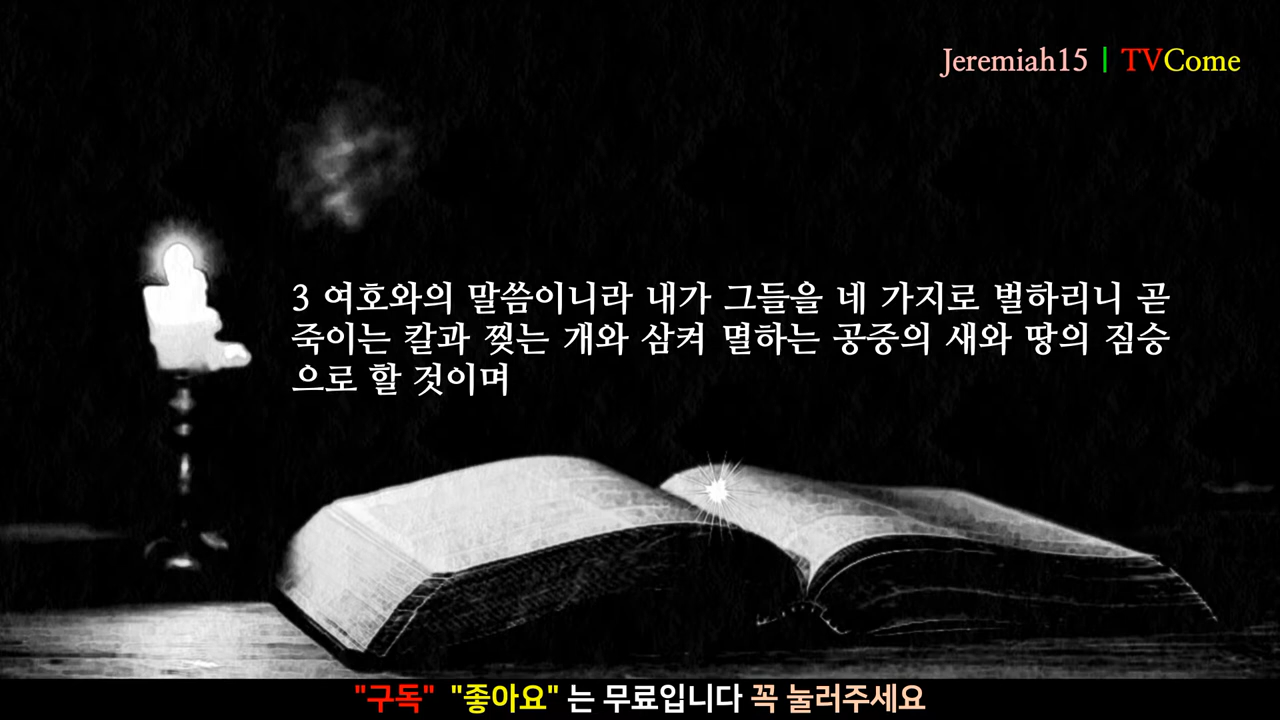 Jeremiah15 | TVCome
3 여호와의 말씀이니라 내가 그들을 네 가지로 벌하리니 곧
죽이는 칼과 찢는 개와 삼켜 멸하는 공중의 새와 땅의 짐승
으로 할 것이며
"구독" "좋아요" 는 무료입니다 꼭 눌러주세요